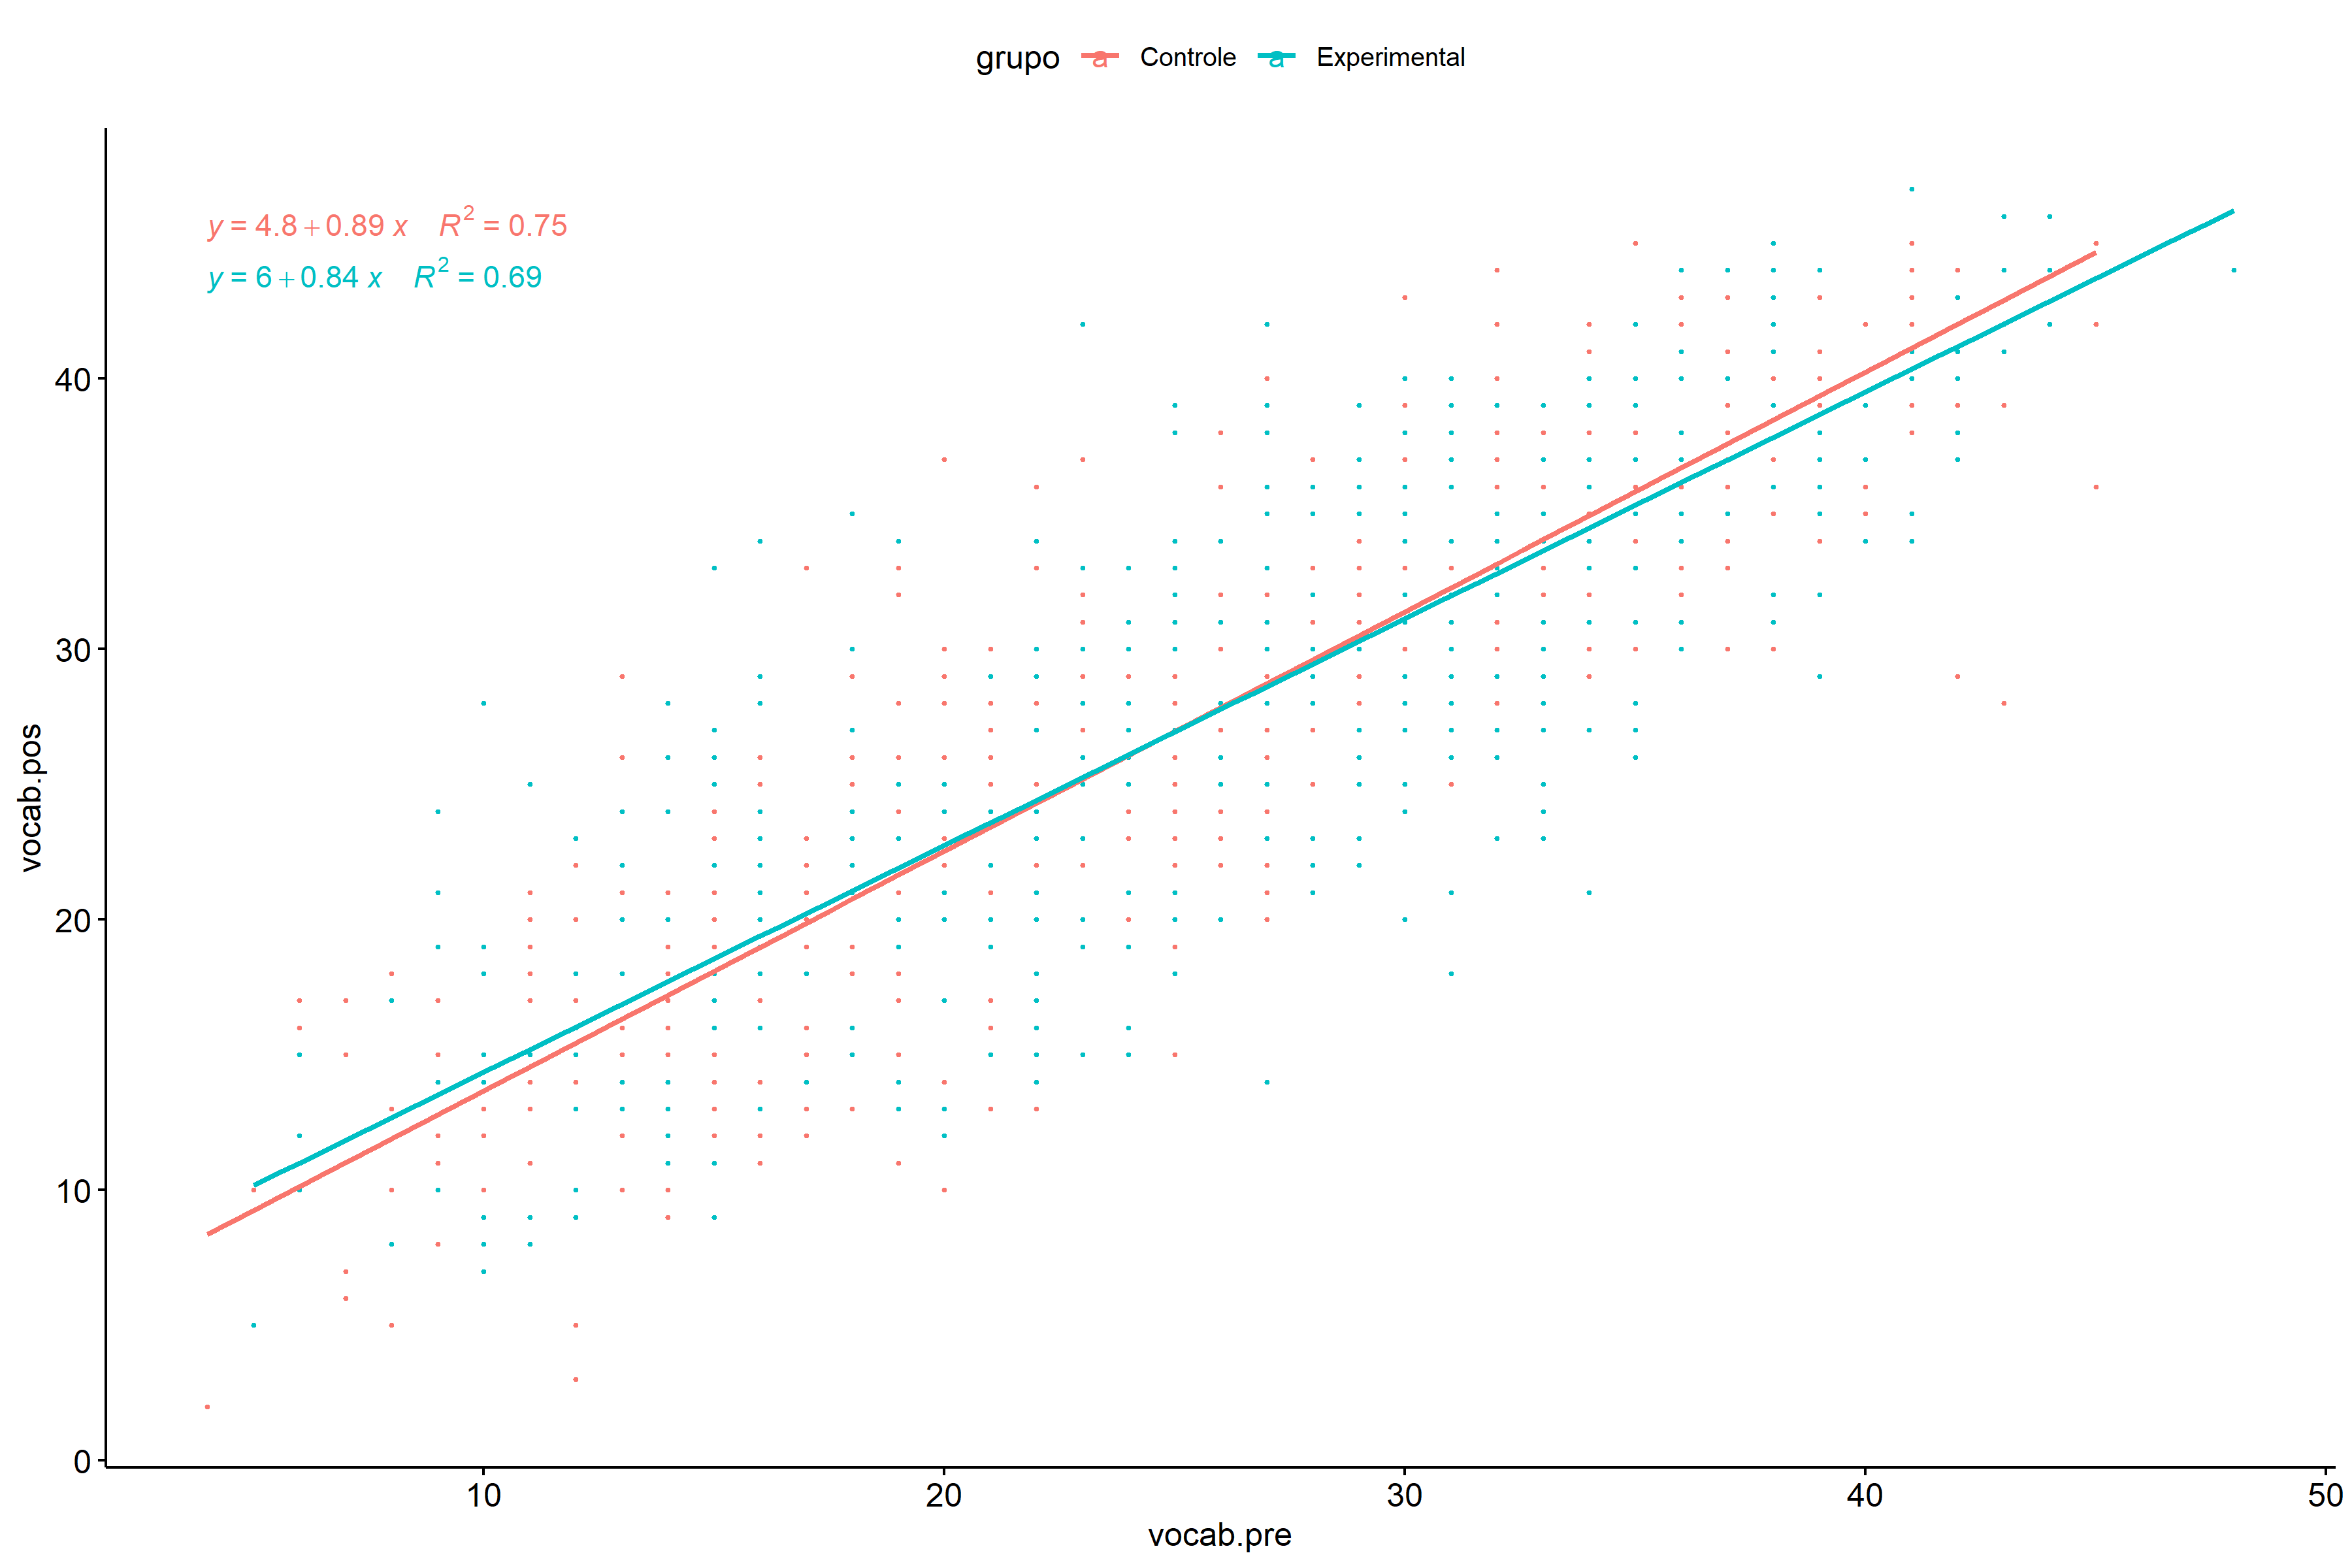 grupo a Controle a Experimental
y = 4.8 + 0.89 x R² = 0.75
y = 6 + 0.84 x R² = 0.69
40
30
20
10
0
vocab.pos
10 20 30 40 50
vocab.pre